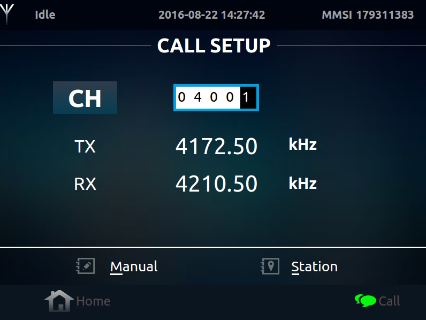 Idle 2016-08-22 14:27:42 MMSI 179311383
CALL SETUP
CH 04001
TX 4172.50 kHz
RX 4210.50 kHz
Manual Station
Home Call